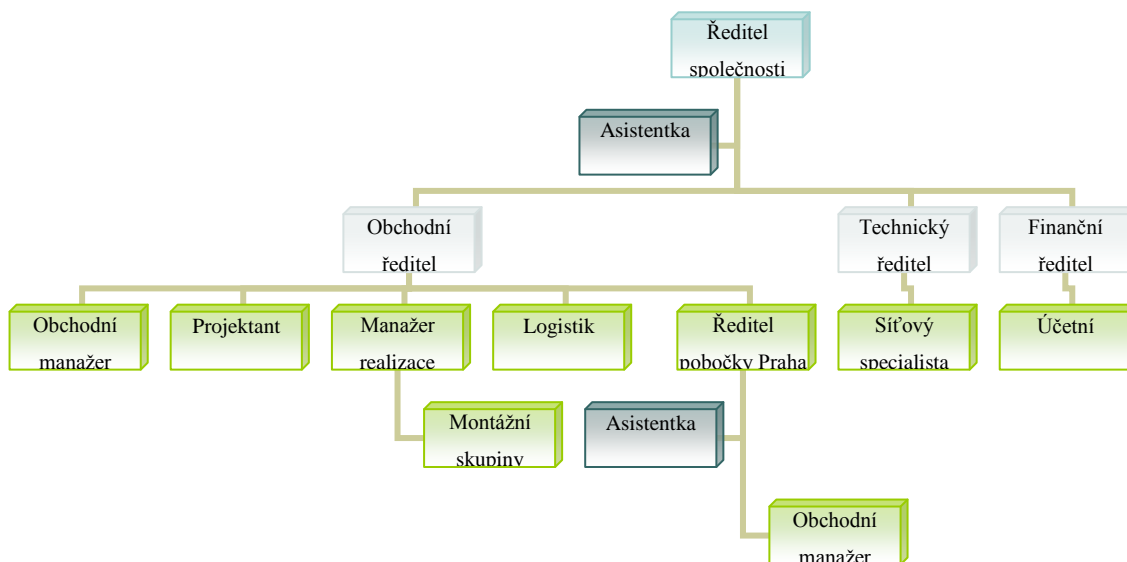 Ředitel
společnosti
Asistentka
Obchodní
ředitel
Technický
ředitel
Finanční
ředitel
Obchodní
manažer
Projektant
Manažer
realizace
Logistik
Ředitel
pobočky Praha
Síťový
specialista
Účetní
Montážní
skupiny
Asistentka
Obchodní
manažer